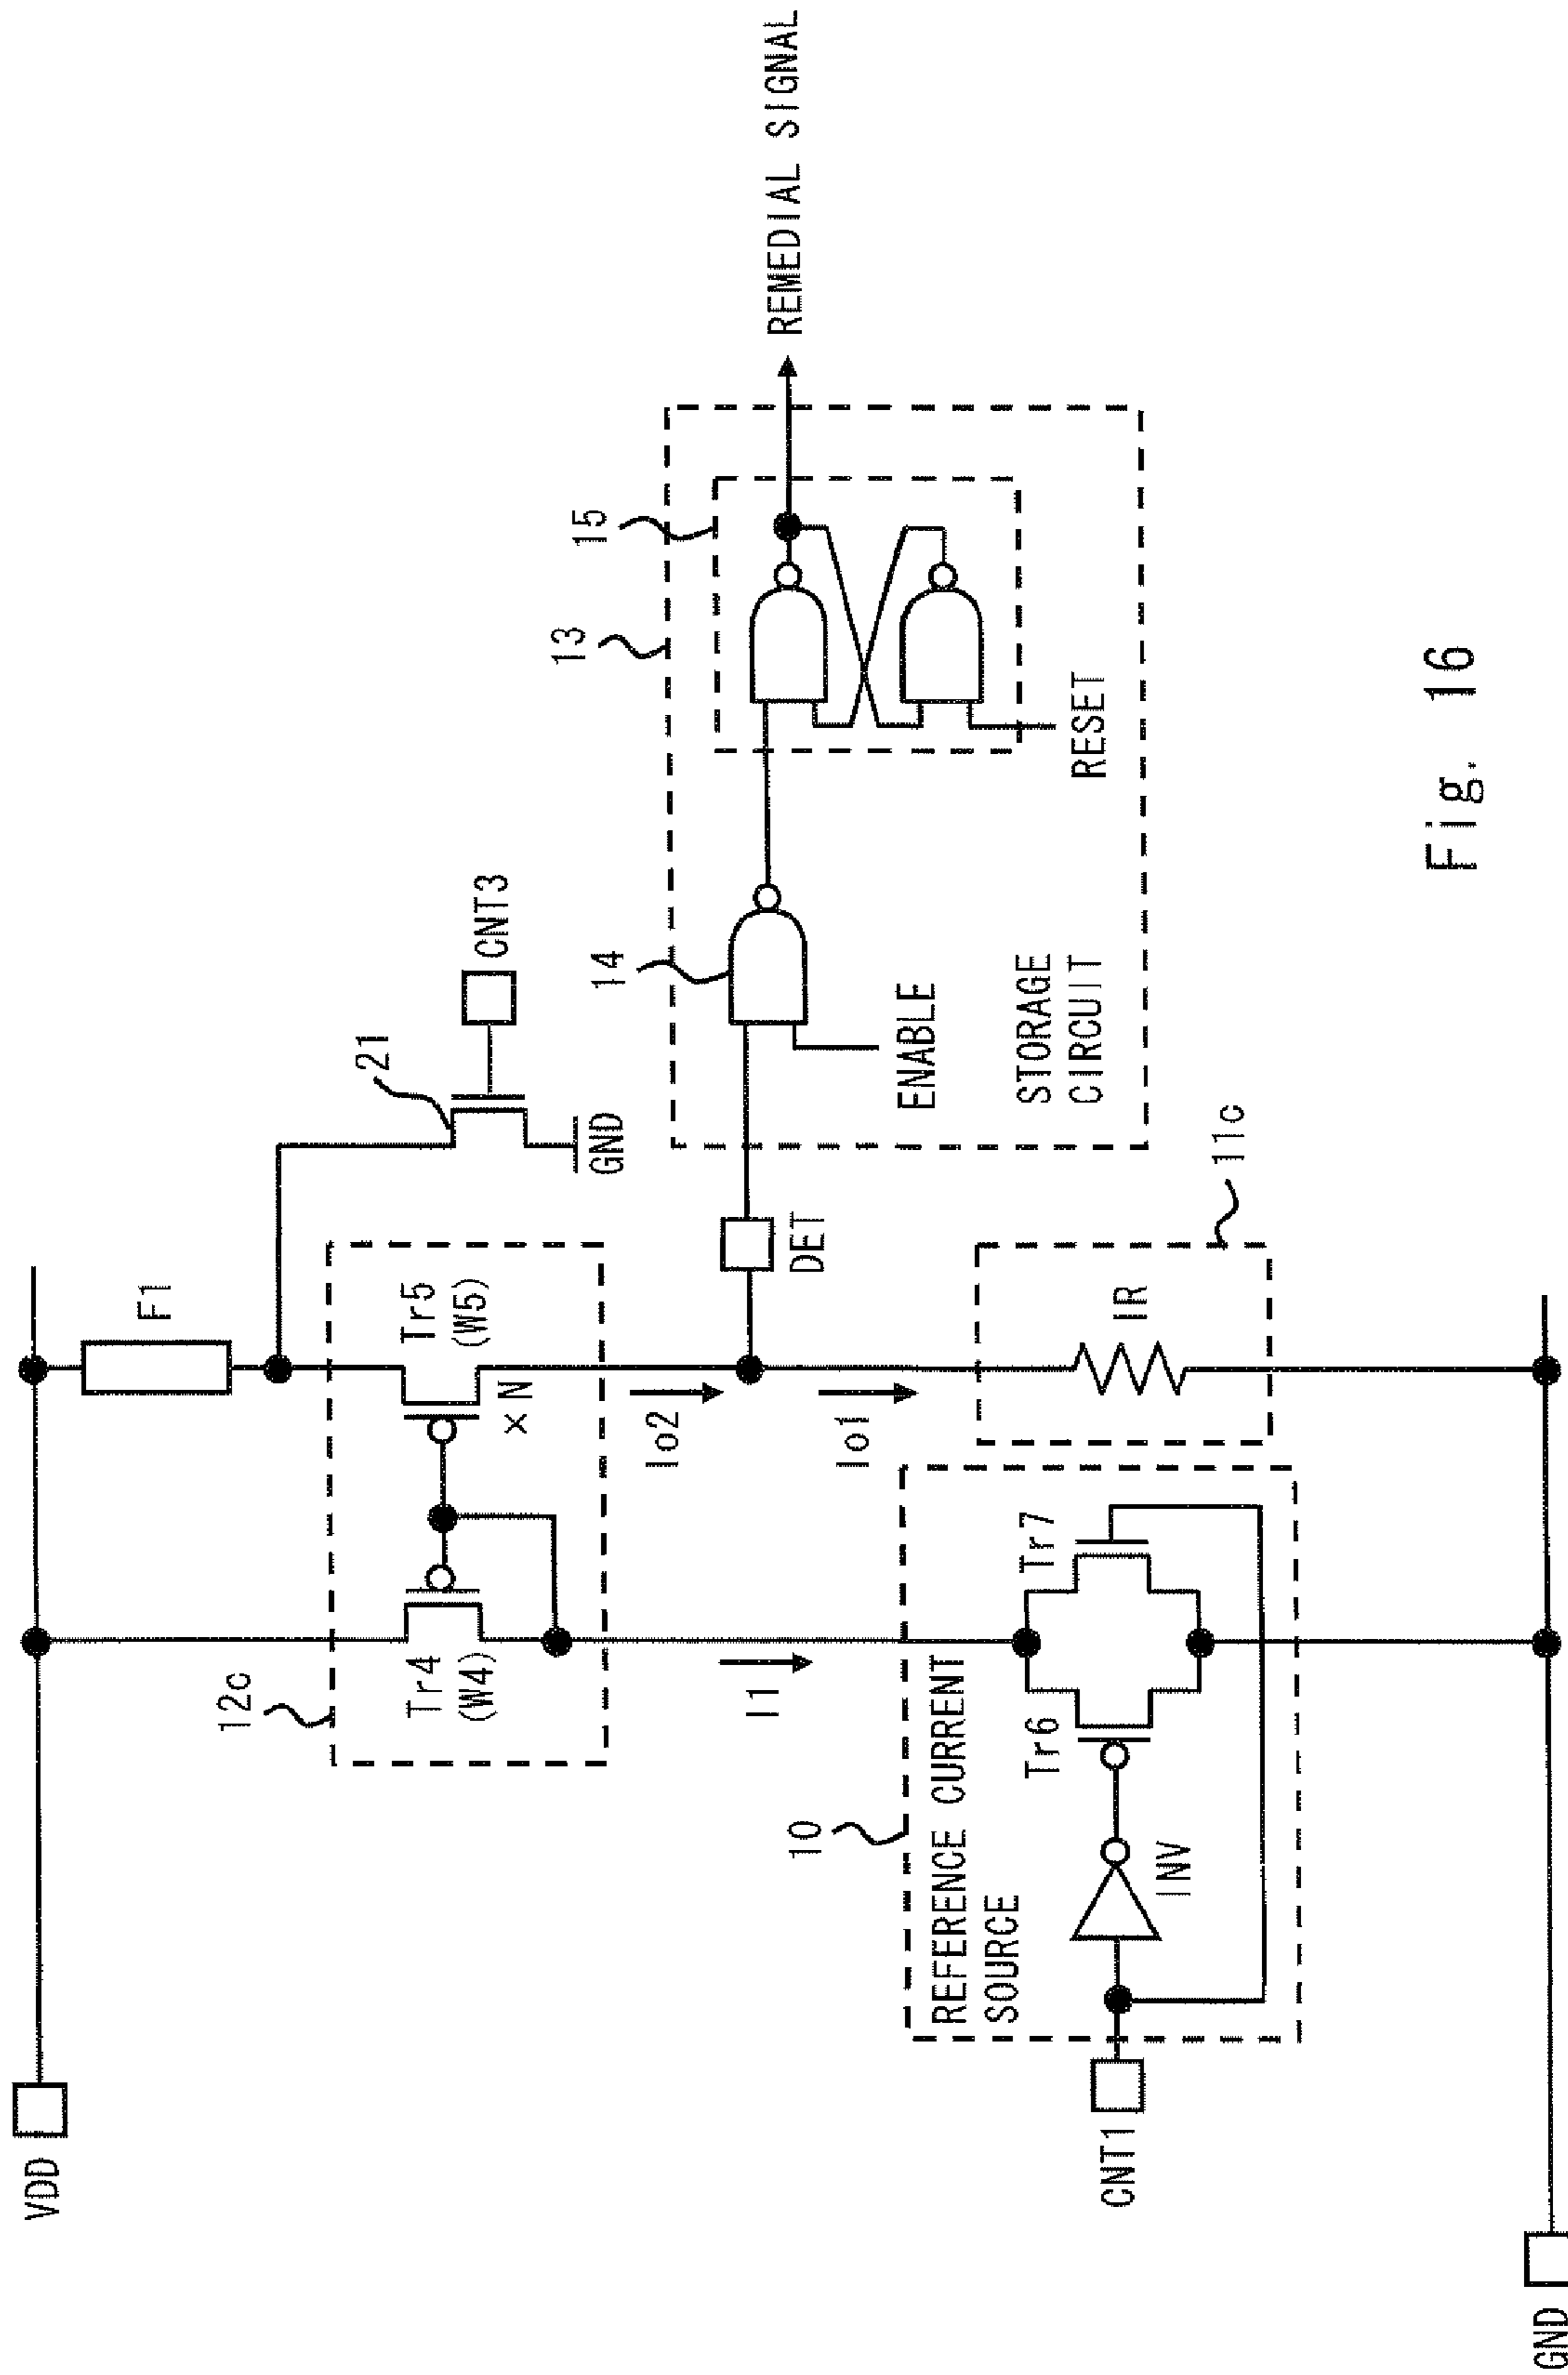 VDD
F1
12c
Tr4
(W4)
Tr5
(W5)
× N
21
CNT3
GND
I1
Io2
Io1
DET
13
14
15
ENABLE
RESET
STORAGE
CIRCUIT
REMEDIAL SIGNAL
10
REFERENCE CURRENT
SOURCE
Tr6
Tr7
INV
CNT1
11c
IR
GND
Fig. 16